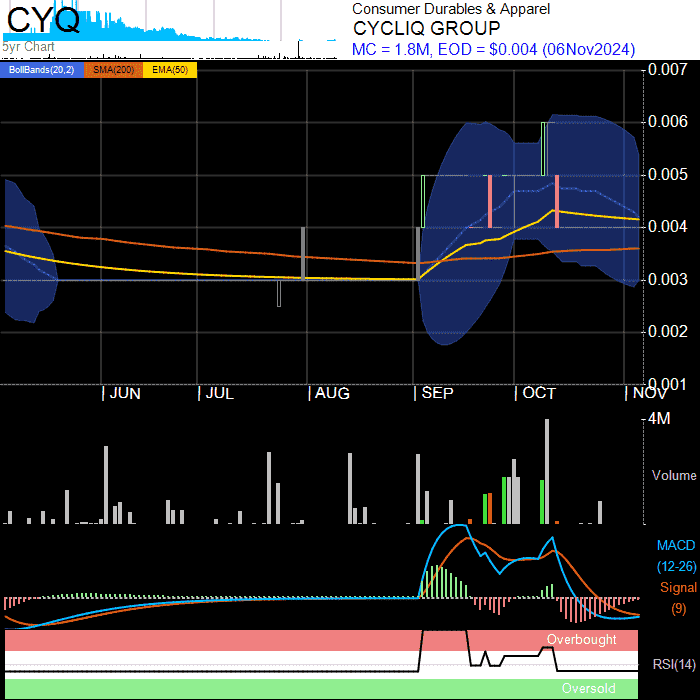 CYQ
5yr Chart
Consumer Durables & Apparel
CYCLIQ GROUP
MC = 1.8M, EOD = $0.004 (06Nov2024)
BollBands(20,2) SMA(200) EMA(50)
0.007
0.006
0.005
0.004
0.003
0.002
0.001
JUN JUL AUG SEP OCT NOV
4M
Volume
MACD
(12-26)
Signal
(9)
Overbought
RSI(14)
Oversold